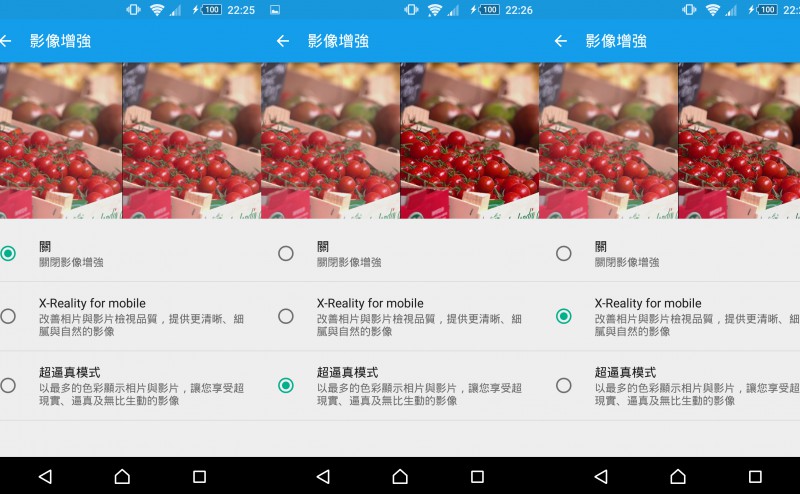 100 22:25
影像增強
關
關閉影像增強
X-Reality for mobile
改善相片與影片檢視品質，提供更清晰、細
膩與自然的影像
超逼真模式
以最多的色彩顯示相片與影片，讓您享受超
現實、逼真及無比生動的影像
100 22:26
影像增強
關
關閉影像增強
X-Reality for mobile
改善相片與影片檢視品質，提供更清晰、細
膩與自然的影像
超逼真模式
以最多的色彩顯示相片與影片，讓您享受超
現實、逼真及無比生動的影像
100 22:
影像增強
關
關閉影像增強
X-Reality for mobile
改善相片與影片檢視品質，提供更清晰、細
膩與自然的影像
超逼真模式
以最多的色彩顯示相片與影片，讓您享受超
現實、逼真及無比生動的影像